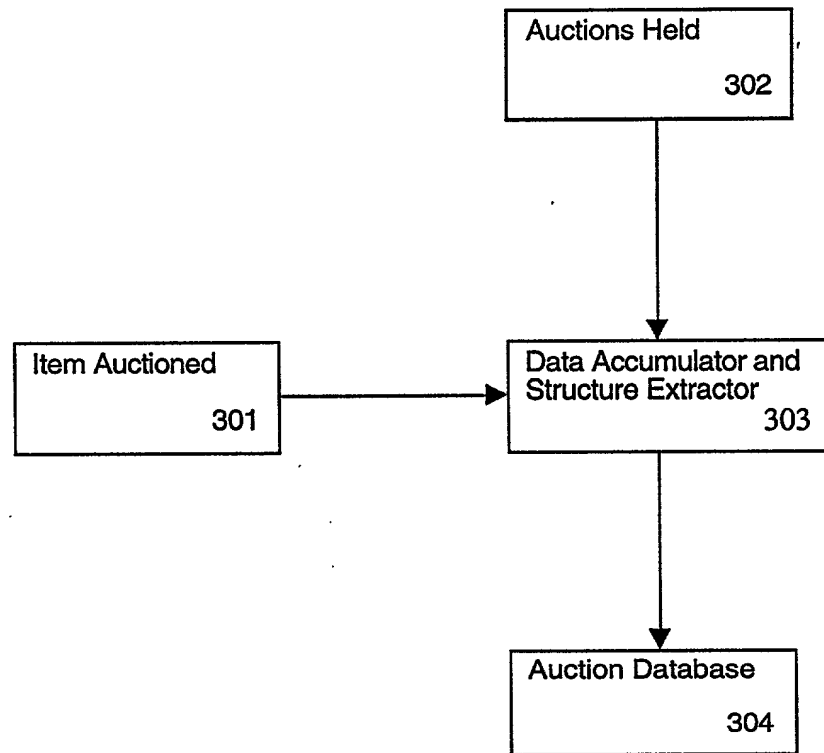 Auctions Held
302
Item Auctioned
301
Data Accumulator and
Structure Extractor
303
Auction Database
304